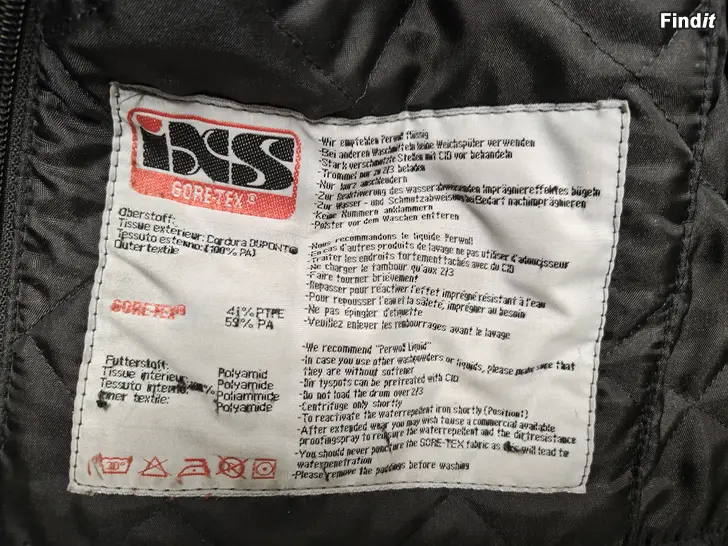 Findit
iXS
GORE-TEX®
Oberstoff:
Tissue exterieur: Cordura DUPONT®
Tessuto esterno: (100% PA)
Outer textile
GORE-TEX®
41% PTFE
59% PA
Futterstoff: Polyamid
Tissue interieur: Polyamide
Tessuto interno: Poliammide
Inner textile: Polyamide
30°
-Wir empfehlen Perwoll flüssig
-Bei anderen Waschmitteln keine Weichspüler verwenden
-Stark verschmutzte Stellen mit C10 vor behandeln
-Trommel nur zu 2/3 beladen
-Nur kurz anschleudern
-Zur Reaktivierung des wasserabweisenden Imprägniereffektes bügeln
-Zur Wasser - und Schmutzabweisung bei Bedarf nachimprägnieren
-Keine Nummern anklammern
-Polster vor dem Waschen entferen
-Nous recommandons le liquide Perwoll
-En cas d'autres produits de lavage ne pas utiliser d'adoucisseur
-Traiter les endroits fortement tachés avec du C10
-Ne charger le tambour qu'aux 2/3
-Faire tourner brièvement
-Repasser pour réactiver l'effet imprégné résistant à l'eau
-Pour repousser l'eau et la saleté, imprégner au besoin
-Ne pas épingler d'étiquette
-Veuillez enlever les rembourrages avant le lavage
-We recommend "Perwoll Liquid"
-In case you use other washpowders or liquids, please make sure that
they are without softener
-Dirtyspots can be pretreated with C10
-Do not load the drum over 2/3
-Centrifuge only shortly
-To reactivate the waterrepelent iron shortly (Position1)
-After extended wear you may wish to use a commercial available
proofingspray to reinsure the waterrepellent and the dirtresistance
-You should never puncture the GORE-TEX fabric as this will lead to
waterpenetration
-Please remove the paddings before washing